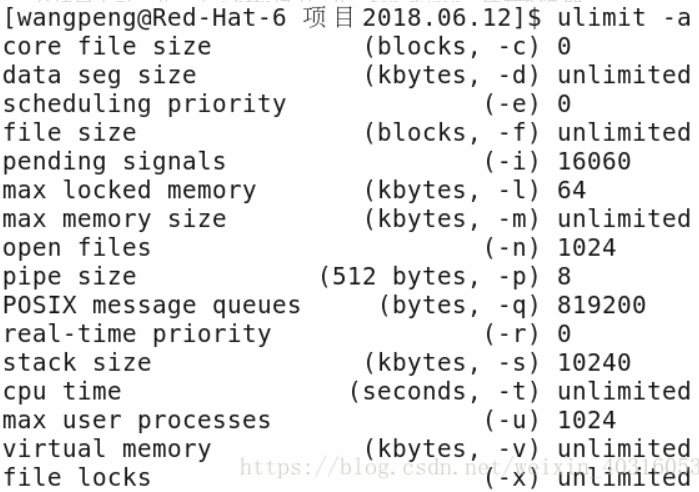 [wangpeng@Red-Hat-6 项目2018.06.12]$ ulimit -a
core file size          (blocks, -c) 0
data seg size           (kbytes, -d) unlimited
scheduling priority             (-e) 0
file size               (blocks, -f) unlimited
pending signals                 (-i) 16060
max locked memory       (kbytes, -l) 64
max memory size         (kbytes, -m) unlimited
open files                      (-n) 1024
pipe size            (512 bytes, -p) 8
POSIX message queues     (bytes, -q) 819200
real-time priority              (-r) 0
stack size              (kbytes, -s) 10240
cpu time               (seconds, -t) unlimited
max user processes              (-u) 1024
virtual memory          (kbytes, -v) unlimited
file locks                      (-x) unlimited
https://blog.csdn.net/weixin_40316053